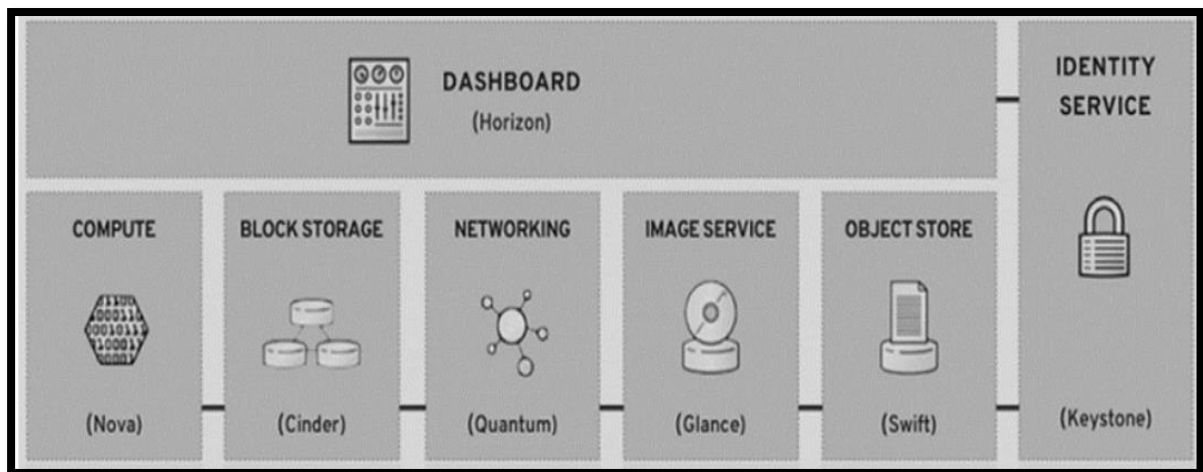 DASHBOARD
(Horizon)
IDENTITY
SERVICE
COMPUTE
(Nova)
BLOCK STORAGE
(Cinder)
NETWORKING
(Quantum)
IMAGE SERVICE
(Glance)
OBJECT STORE
(Swift)
(Keystone)